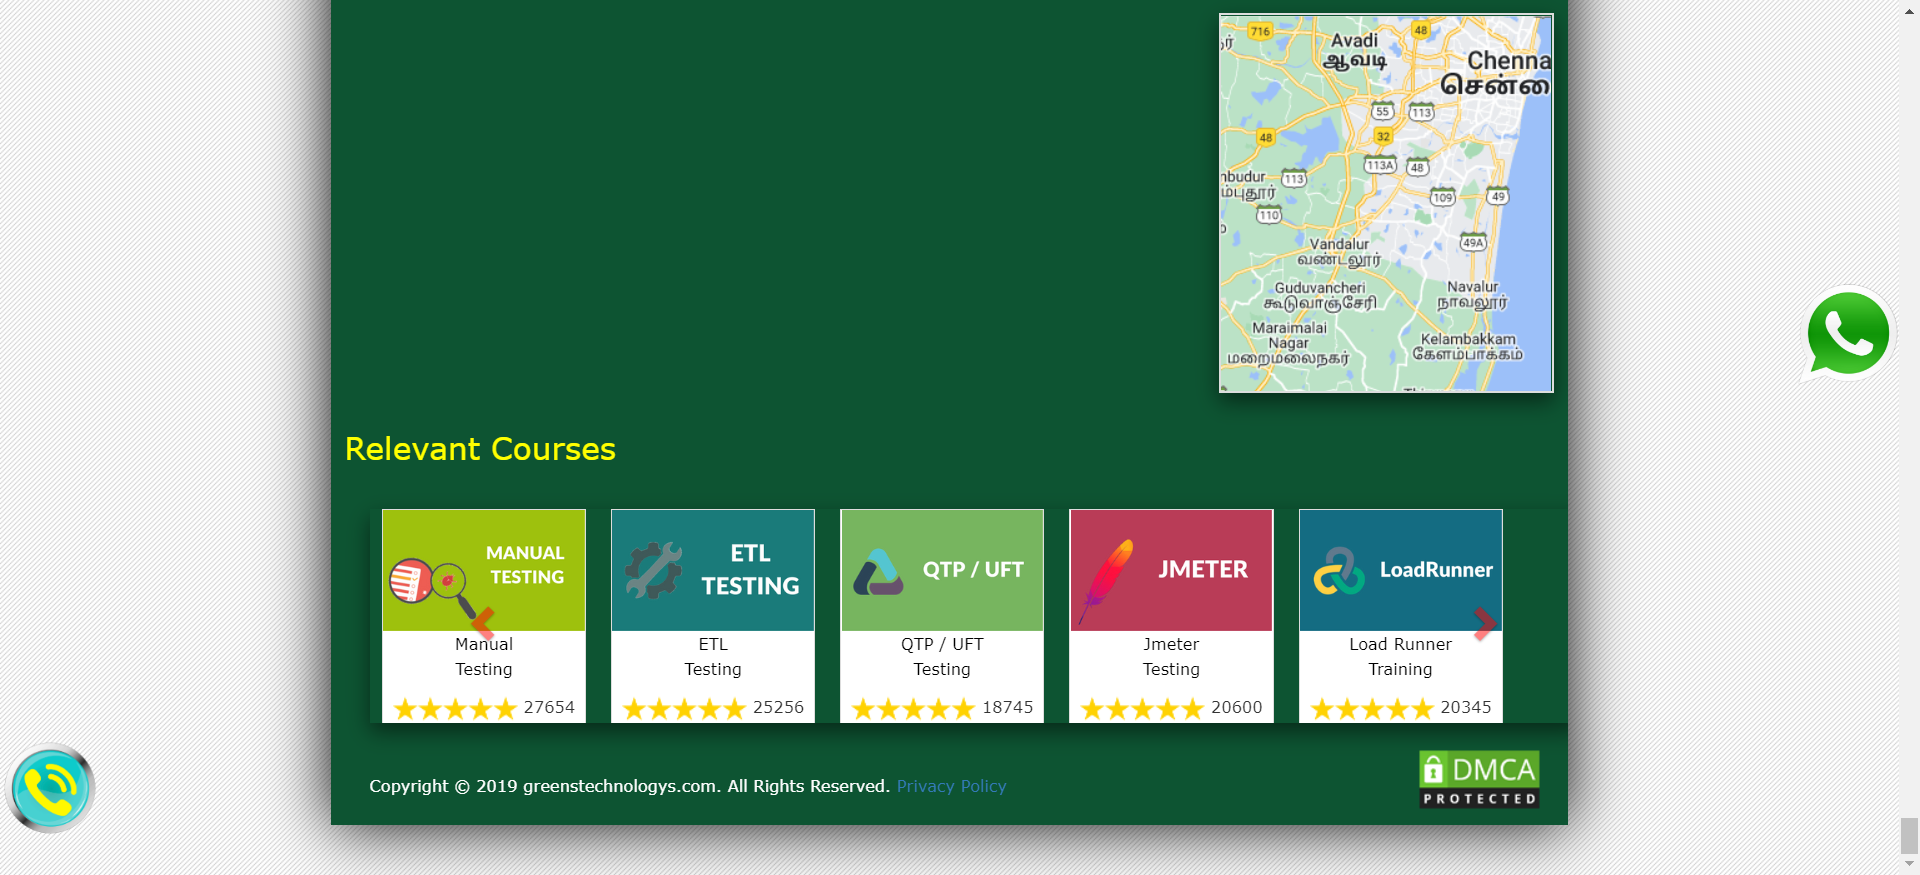 716
48
Avadi
ஆவடி
Chenna
சென்னை
55
113
48
32
113A
48
nbudur
ம்புதூர்
113
109
49
110
49A
Vandalur
வண்டலூர்
Guduvancheri
கூடுவாஞ்சேரி
Navalur
நாவலூர்
Maraimalai
Nagar
மறைமலைநகர்
Kelambakkam
கேளம்பாக்கம்
Relevant Courses
MANUAL
TESTING
ETL
TESTING
QTP / UFT
JMETER
LoadRunner
Manual
Testing
27654
ETL
Testing
25256
QTP / UFT
Testing
18745
Jmeter
Testing
20600
Load Runner
Training
20345
Copyright © 2019 greenstechnologys.com. All Rights Reserved. Privacy Policy
DMCA
PROTECTED